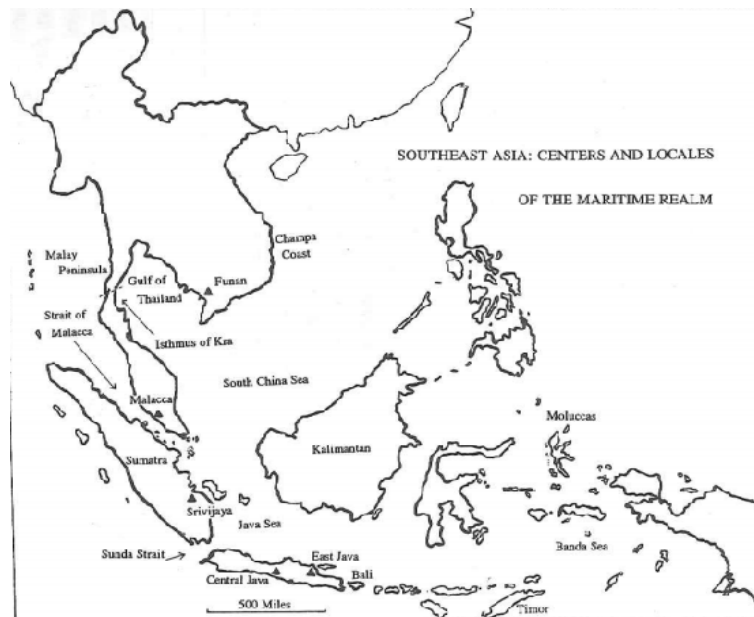 SOUTHEAST ASIA: CENTERS AND LOCALES
OF THE MARITIME REALM
Champa
Coast
Malay
Peninsula
Gulf of
Thailand
Funan
Strait of
Malacca
Isthmus of Kra
South China Sea
Malacca
Moluccas
Kalimantan
Sumatra
Srivijaya
Java Sea
Sunda Strait
Banda Sea
East Java
Central Java
Bali
500 Miles
Timor